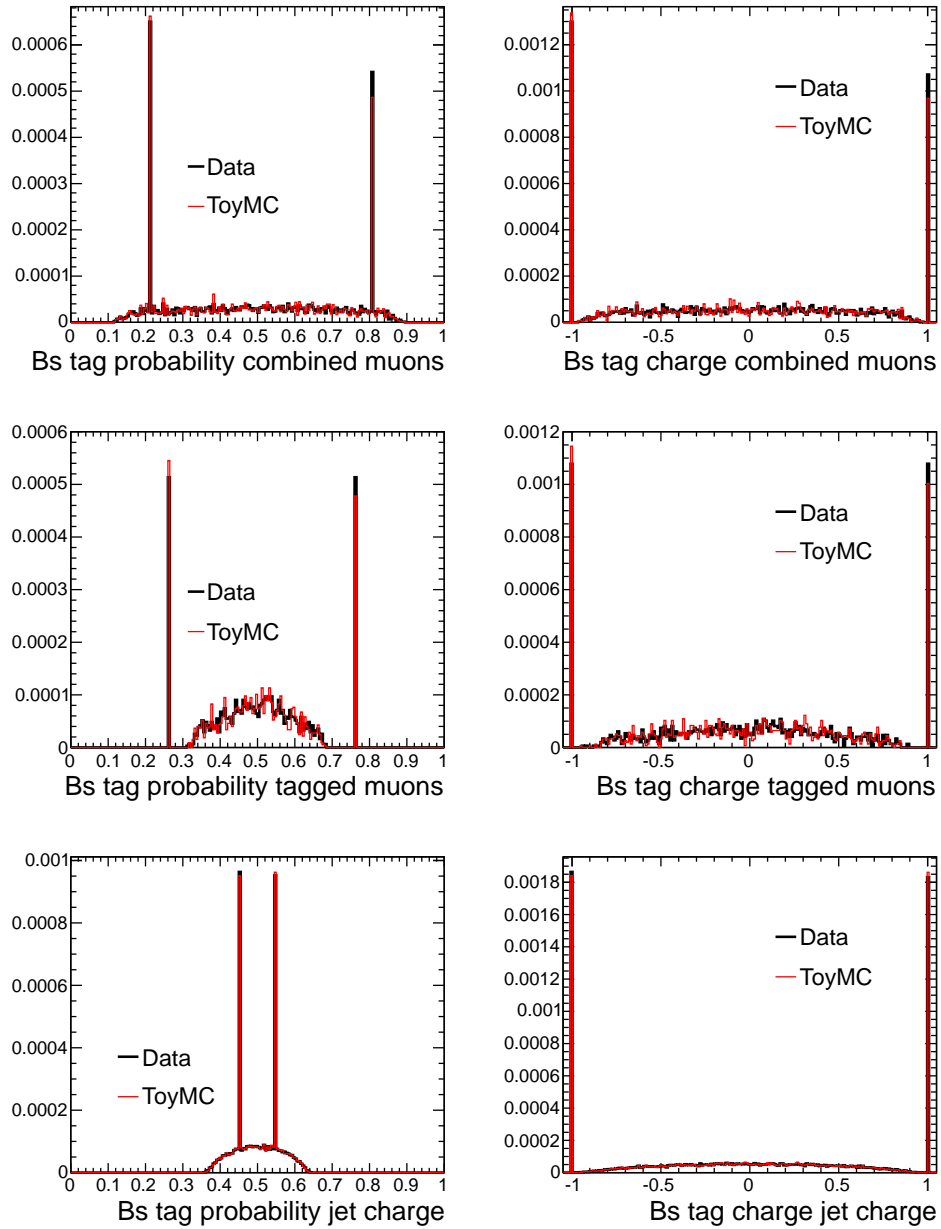 0.0006
0.0005
0.0004
0.0003
0.0002
0.0001
0
Data
ToyMC
0 0.1 0.2 0.3 0.4 0.5 0.6 0.7 0.8 0.9 1
Bs tag probability combined muons
0.0012
0.001
0.0008
0.0006
0.0004
0.0002
0
Data
ToyMC
-1 -0.5 0 0.5 1
Bs tag charge combined muons
0.0006
0.0005
0.0004
0.0003
0.0002
0.0001
0
Data
ToyMC
0 0.1 0.2 0.3 0.4 0.5 0.6 0.7 0.8 0.9 1
Bs tag probability tagged muons
0.0012
0.001
0.0008
0.0006
0.0004
0.0002
0
Data
ToyMC
-1 -0.5 0 0.5 1
Bs tag charge tagged muons
0.001
0.0008
0.0006
0.0004
0.0002
0
Data
ToyMC
0 0.1 0.2 0.3 0.4 0.5 0.6 0.7 0.8 0.9 1
Bs tag probability jet charge
0.0018
0.0016
0.0014
0.0012
0.001
0.0008
0.0006
0.0004
0.0002
0
Data
ToyMC
-1 -0.5 0 0.5 1
Bs tag charge jet charge